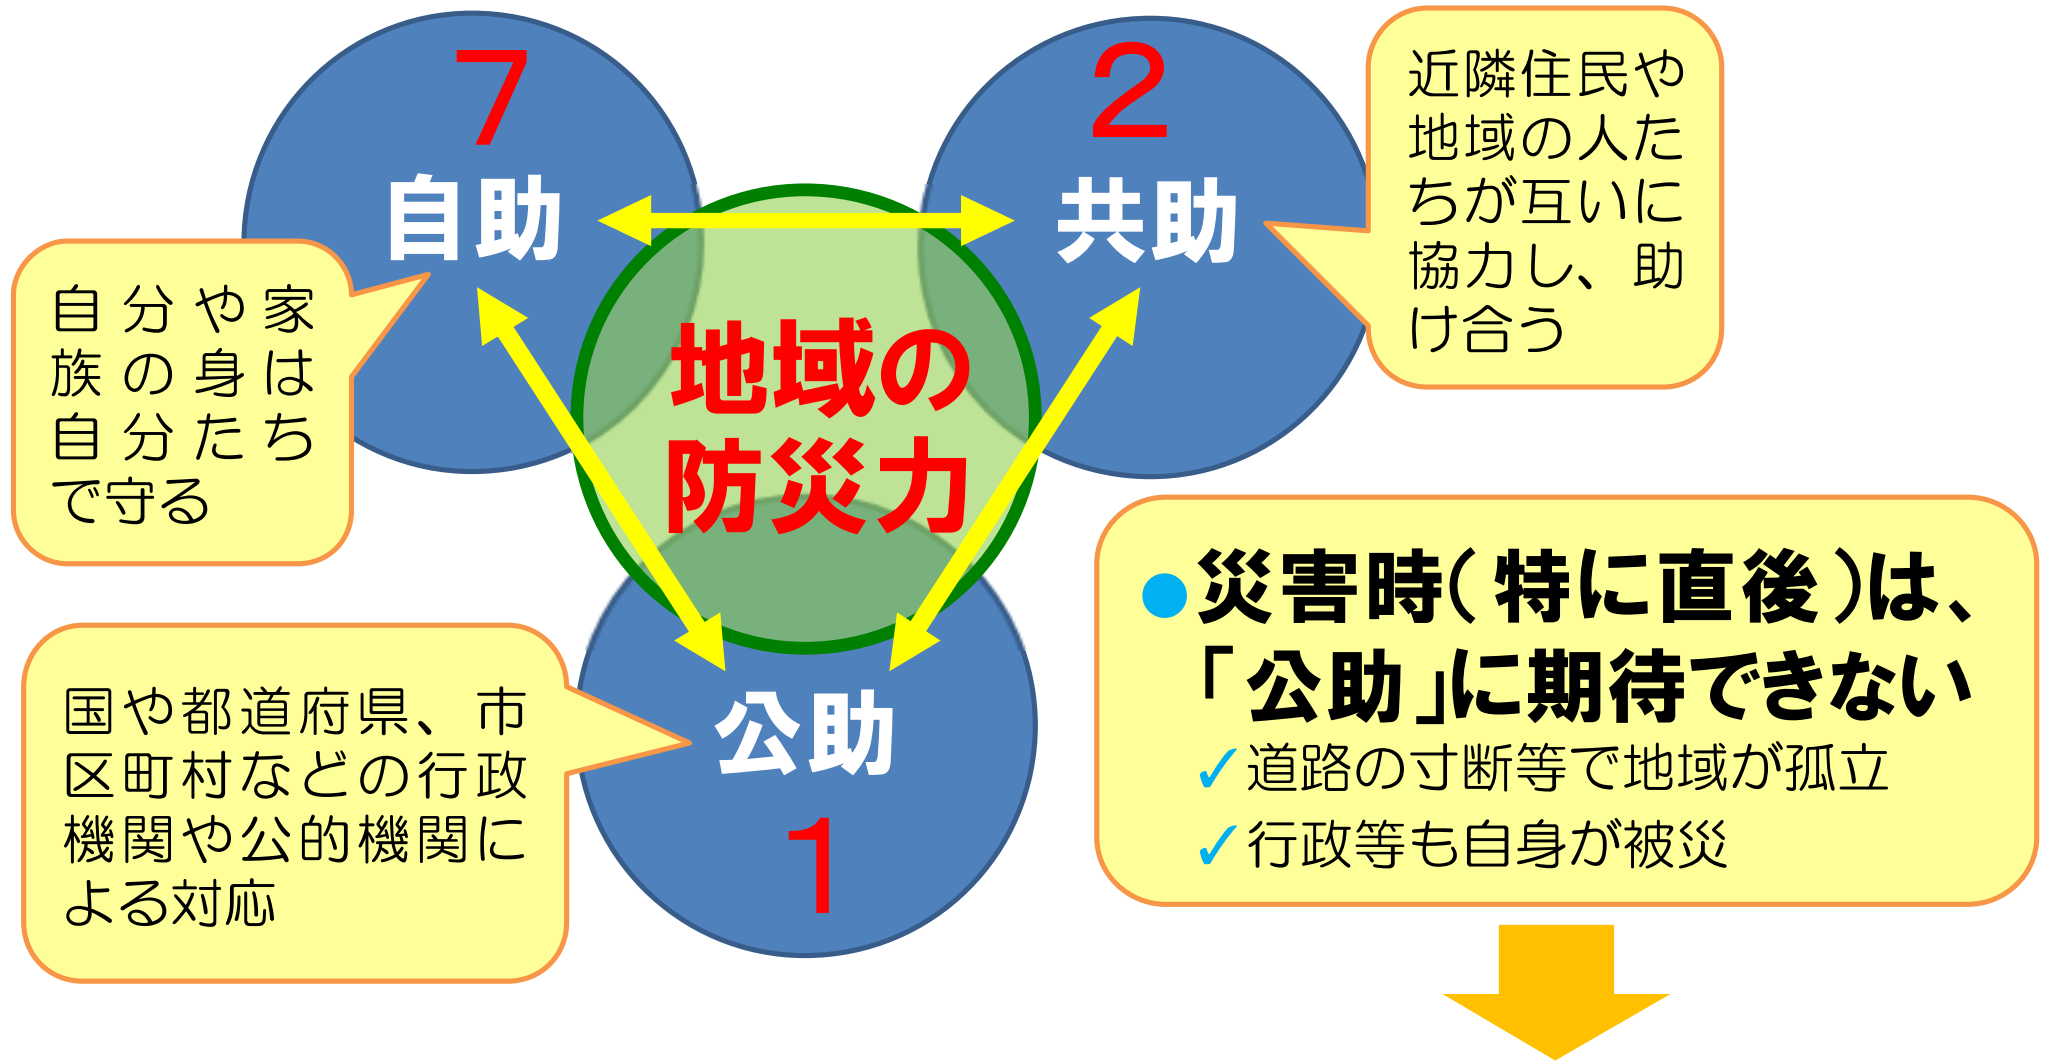 7
自助
2
共助
近隣住民や
地域の人た
ちが互いに
協力し、助
け合う
自分や家
族の身は
自分たち
で守る
地域の
防災力
国や都道府県、市
区町村などの行政
機関や公的機関に
よる対応
公助
1
●災害時(特に直後)は、
「公助」に期待できない
✓道路の寸断等で地域が孤立
✓行政等も自身が被災